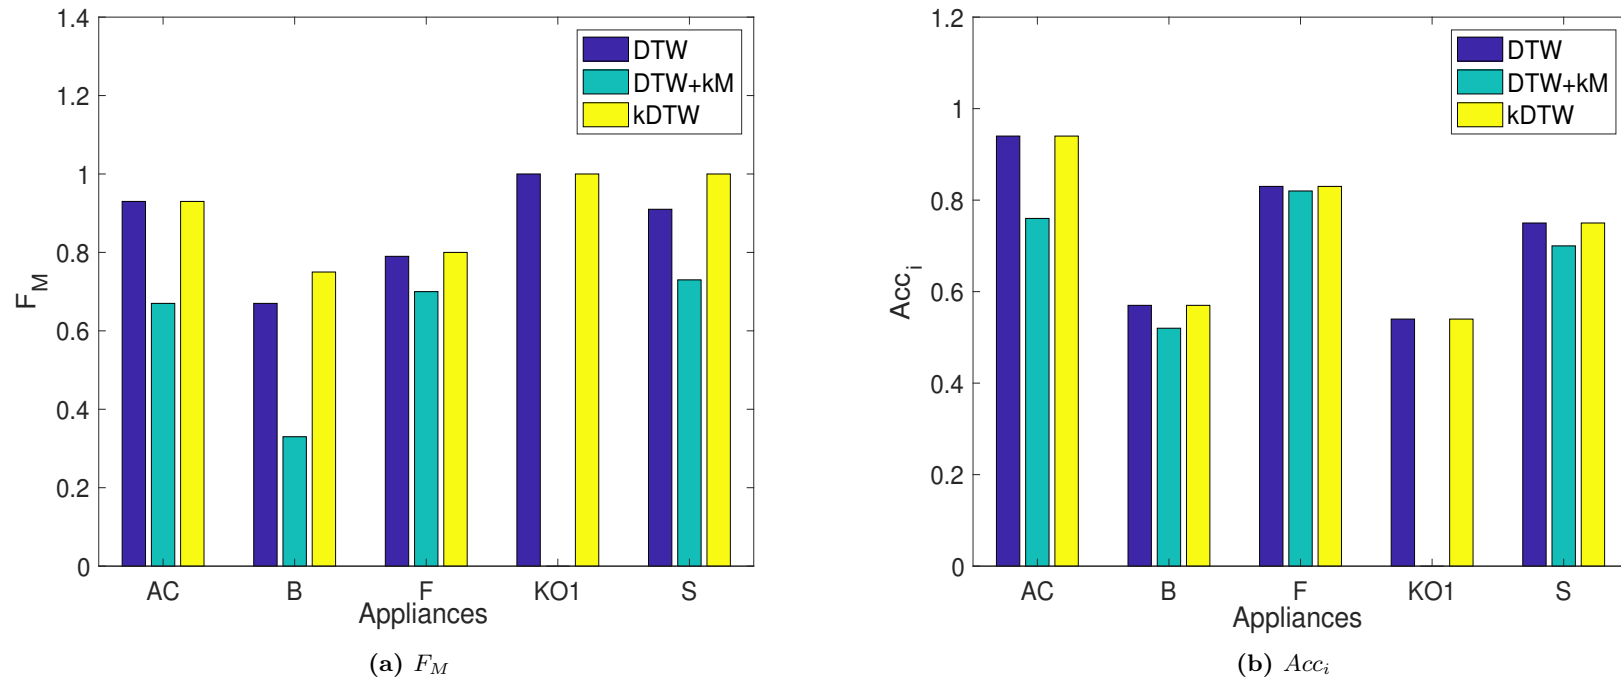 1.4
1.2
1
0.8
0.6
0.4
0.2
0
F_M
DTW
DTW+kM
kDTW
AC B F KO1 S
Appliances
(a) F_M
1.2
1
0.8
0.6
0.4
0.2
0
Acc_i
DTW
DTW+kM
kDTW
AC B F KO1 S
Appliances
(b) Acc_i